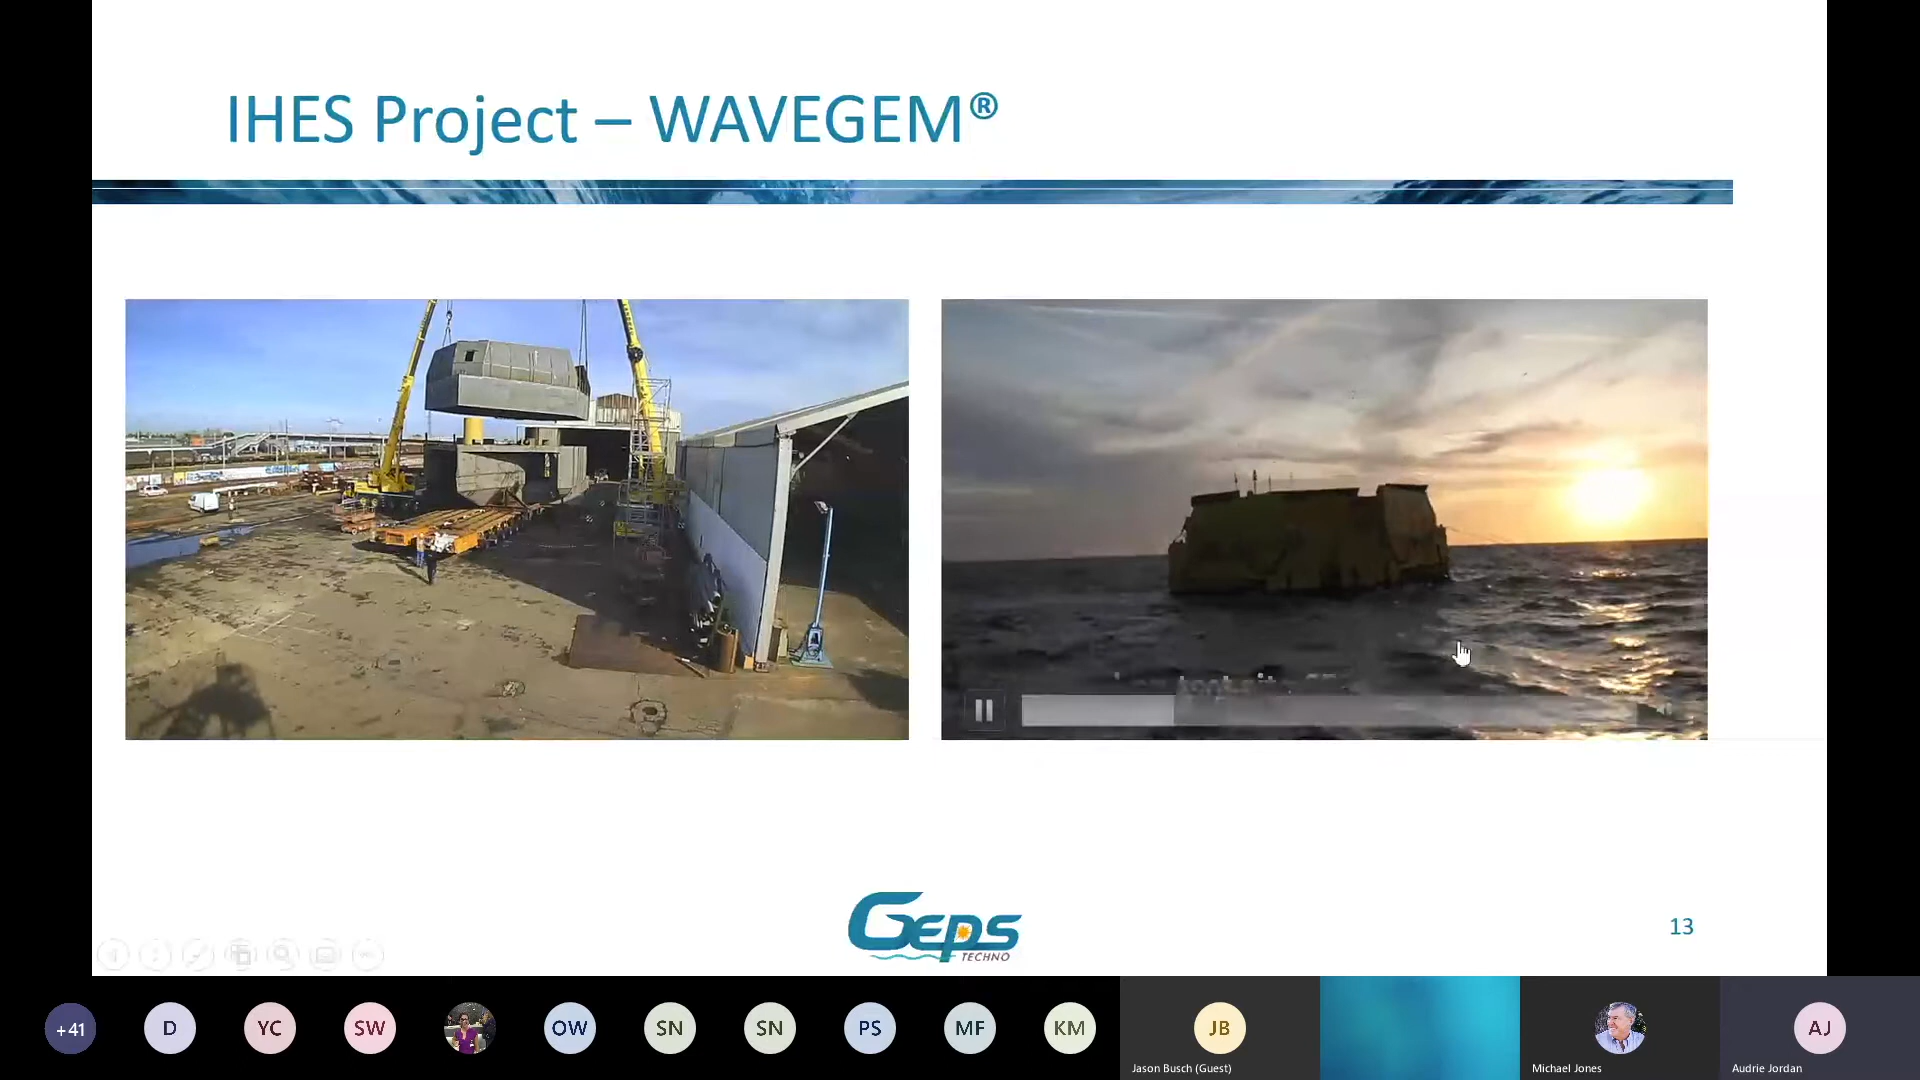 IHES Project – WAVEGEM®
GEPS
TECHNO
13
+41
D
YC
SW
OW
SN
SN
PS
MF
KM
JB
AJ
Jason Busch (Guest)
Michael Jones
Audrie Jordan